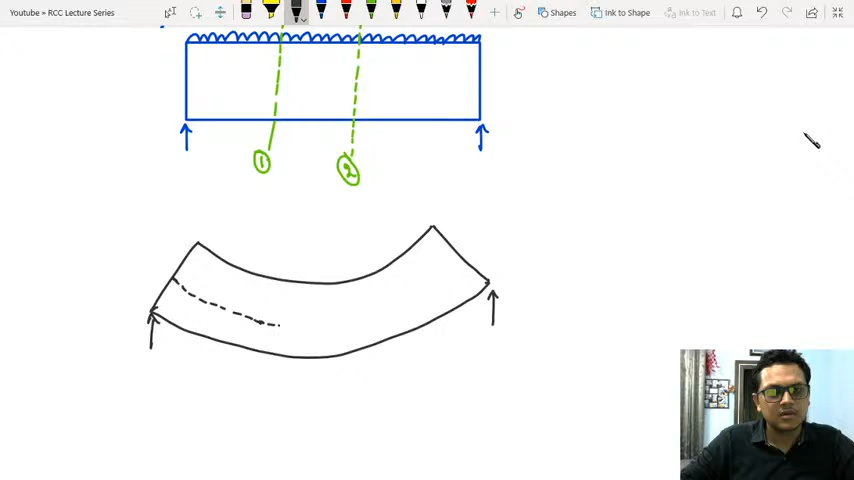 Youtube » RCC Lecture Series
Shapes
Ink to Shape
Ink to Text
1
2